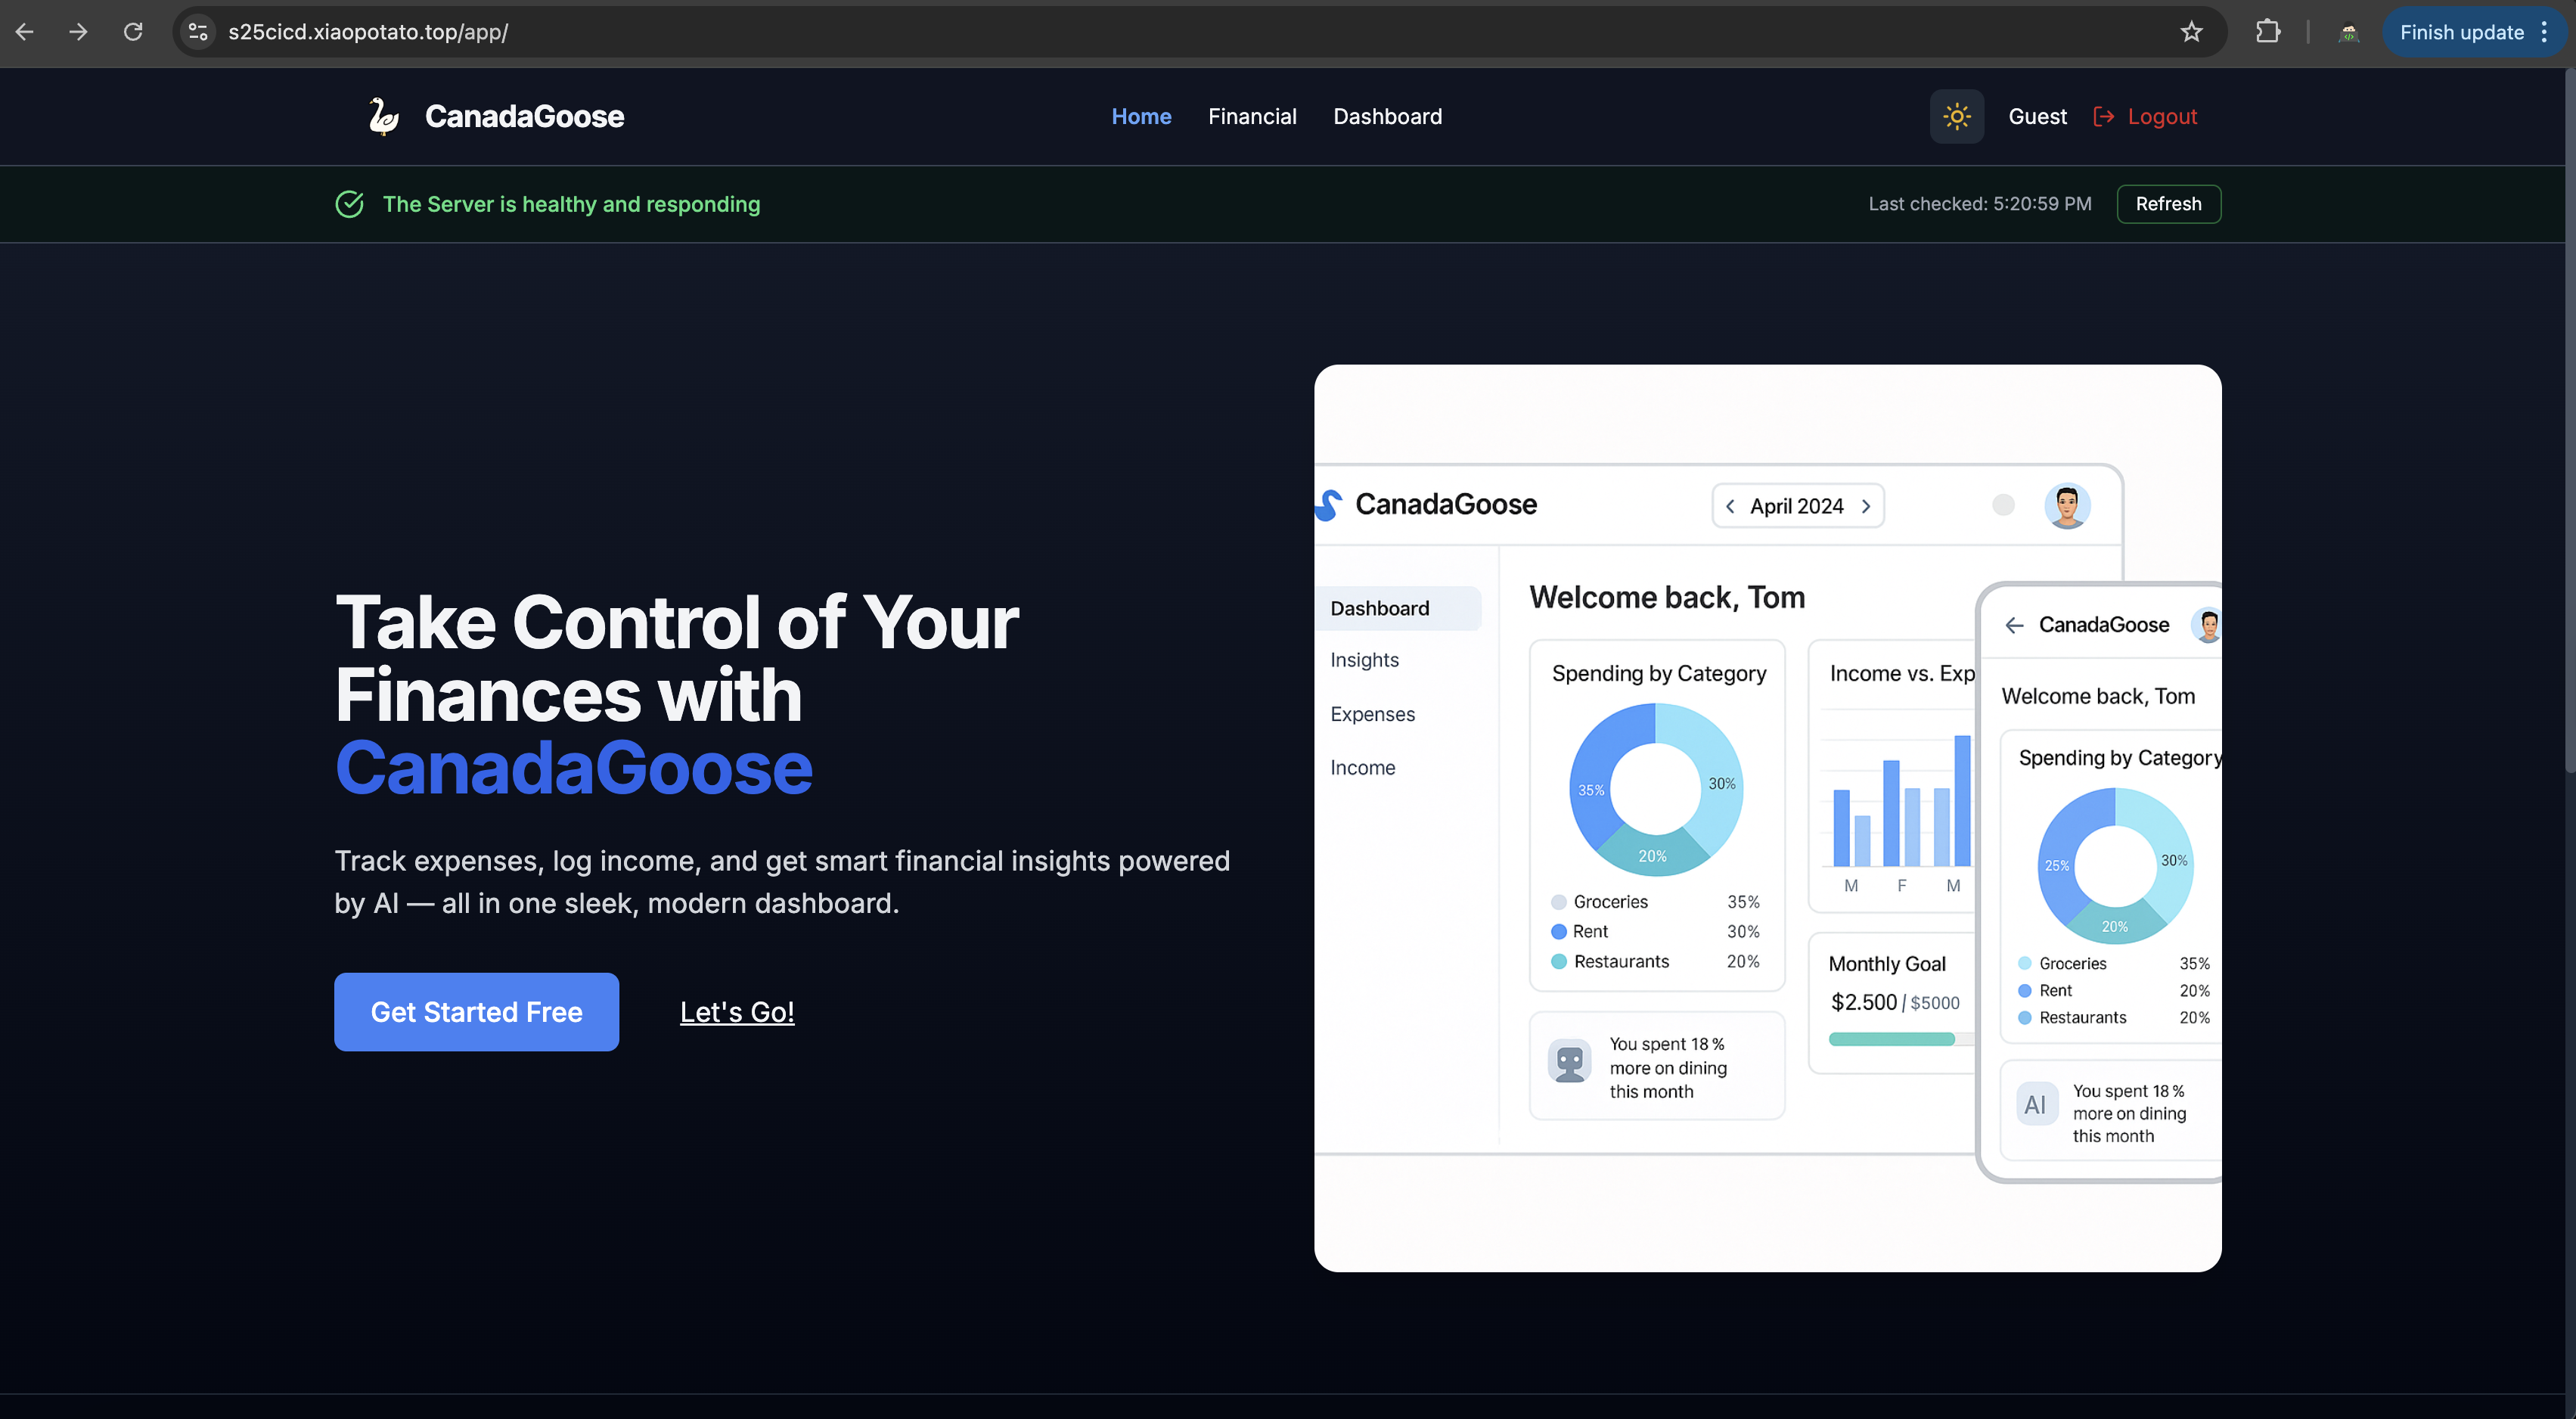 s25cicd.xiaopotato.top/app/
Finish update
CanadaGoose
Home
Financial
Dashboard
Guest
Logout
The Server is healthy and responding
Last checked: 5:20:59 PM
Refresh
Take Control of Your
Finances with
CanadaGoose
Track expenses, log income, and get smart financial insights powered
by AI — all in one sleek, modern dashboard.
Get Started Free
Let's Go!
CanadaGoose
April 2024
Dashboard
Insights
Expenses
Income
Welcome back, Tom
Spending by Category
35%
30%
20%
Groceries 35%
Rent 30%
Restaurants 20%
You spent 18 %
more on dining
this month
Income vs. Exp
M F M
Monthly Goal
$2.500 / $5000
CanadaGoose
Welcome back, Tom
Spending by Category
25%
30%
20%
Groceries 35%
Rent 20%
Restaurants 20%
AI
You spent 18 %
more on dining
this month